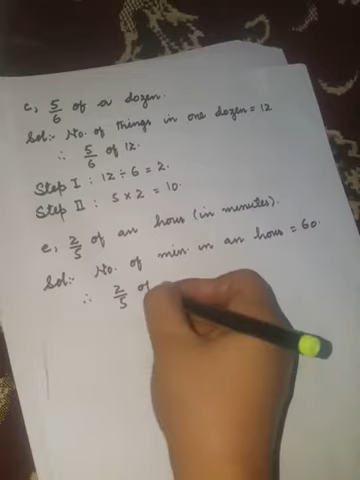 c, 5/6 of a dozen.
Sol:- No. of things in one dozen = 12
∴ 5/6 of 12.
Step I : 12 ÷ 6 = 2.
Step II : 5 × 2 = 10.
e, 2/5 of an hour (in minutes).
Sol:- No. of min. in an hour = 60.
∴ 2/5 of